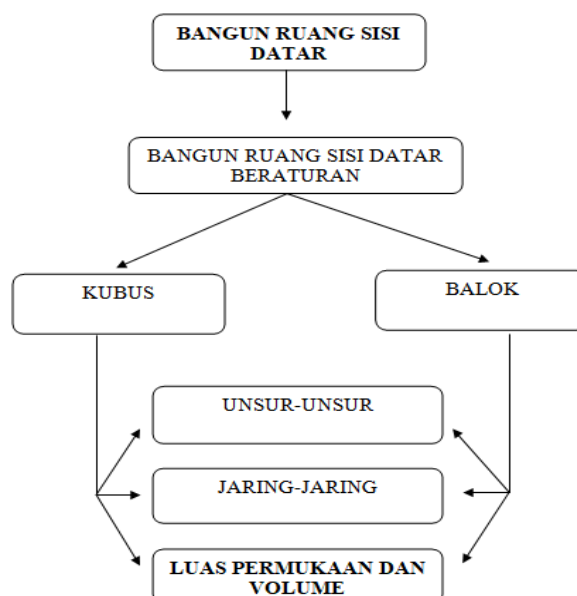 BANGUN RUANG SISI
DATAR
BANGUN RUANG SISI DATAR
BERATURAN
KUBUS
BALOK
UNSUR-UNSUR
JARING-JARING
LUAS PERMUKAAN DAN
VOLUME